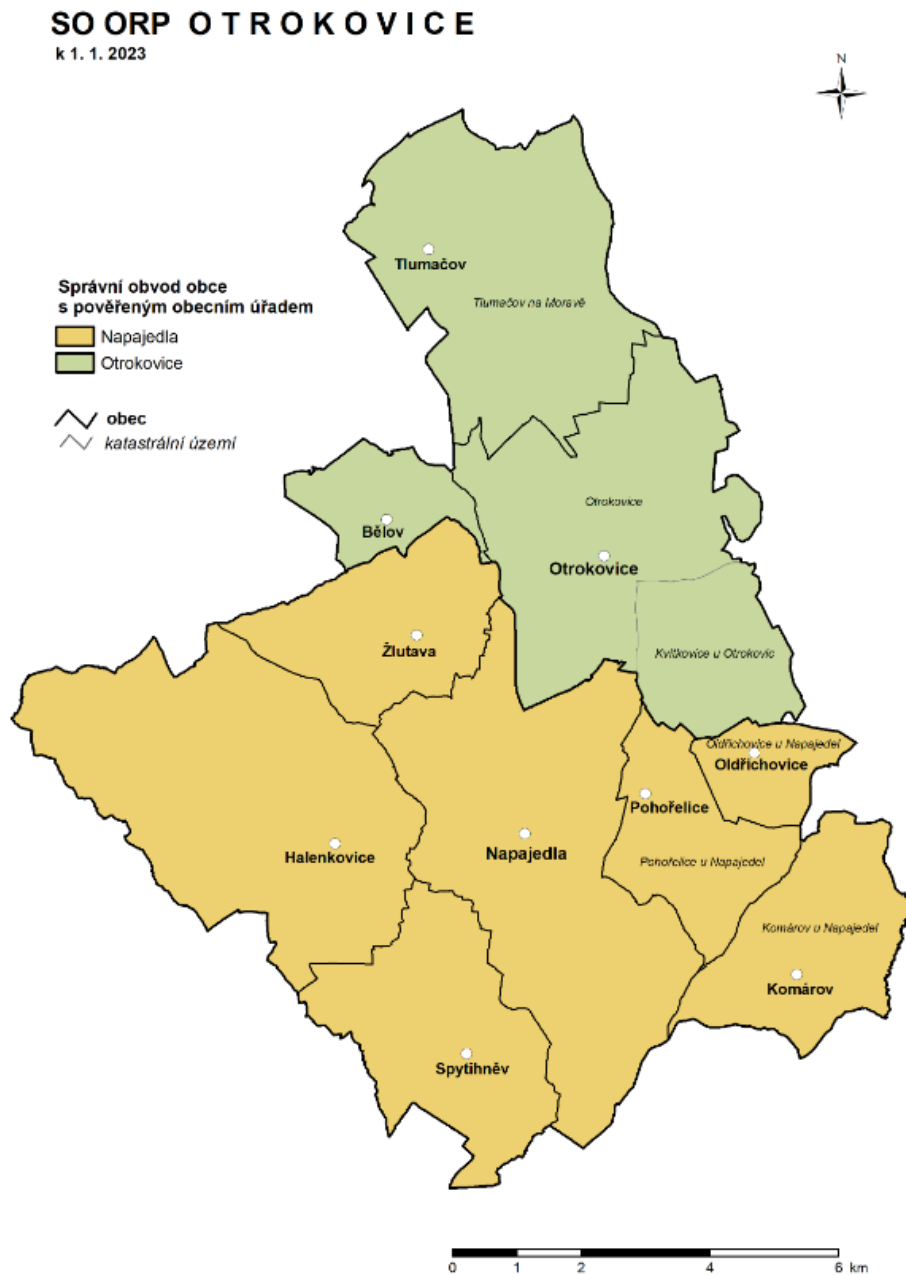 SO ORP OTROKOVICE
k 1. 1. 2023
N
Správní obvod obce
s pověřeným obecním úřadem
Napajedla
Otrokovice
obec
katastrální území
Tlumačov
Tlumačov na Moravě
Otrokovice
Bělov
Otrokovice
Žlutava
Kvítkovice u Otrokovic
Oldřichovice u Napajedel
Oldřichovice
Pohořelice
Halenkovice
Napajedla
Pohořelice u Napajedel
Komárov u Napajedel
Komárov
Spytihněv
0 1 2 4 6 km